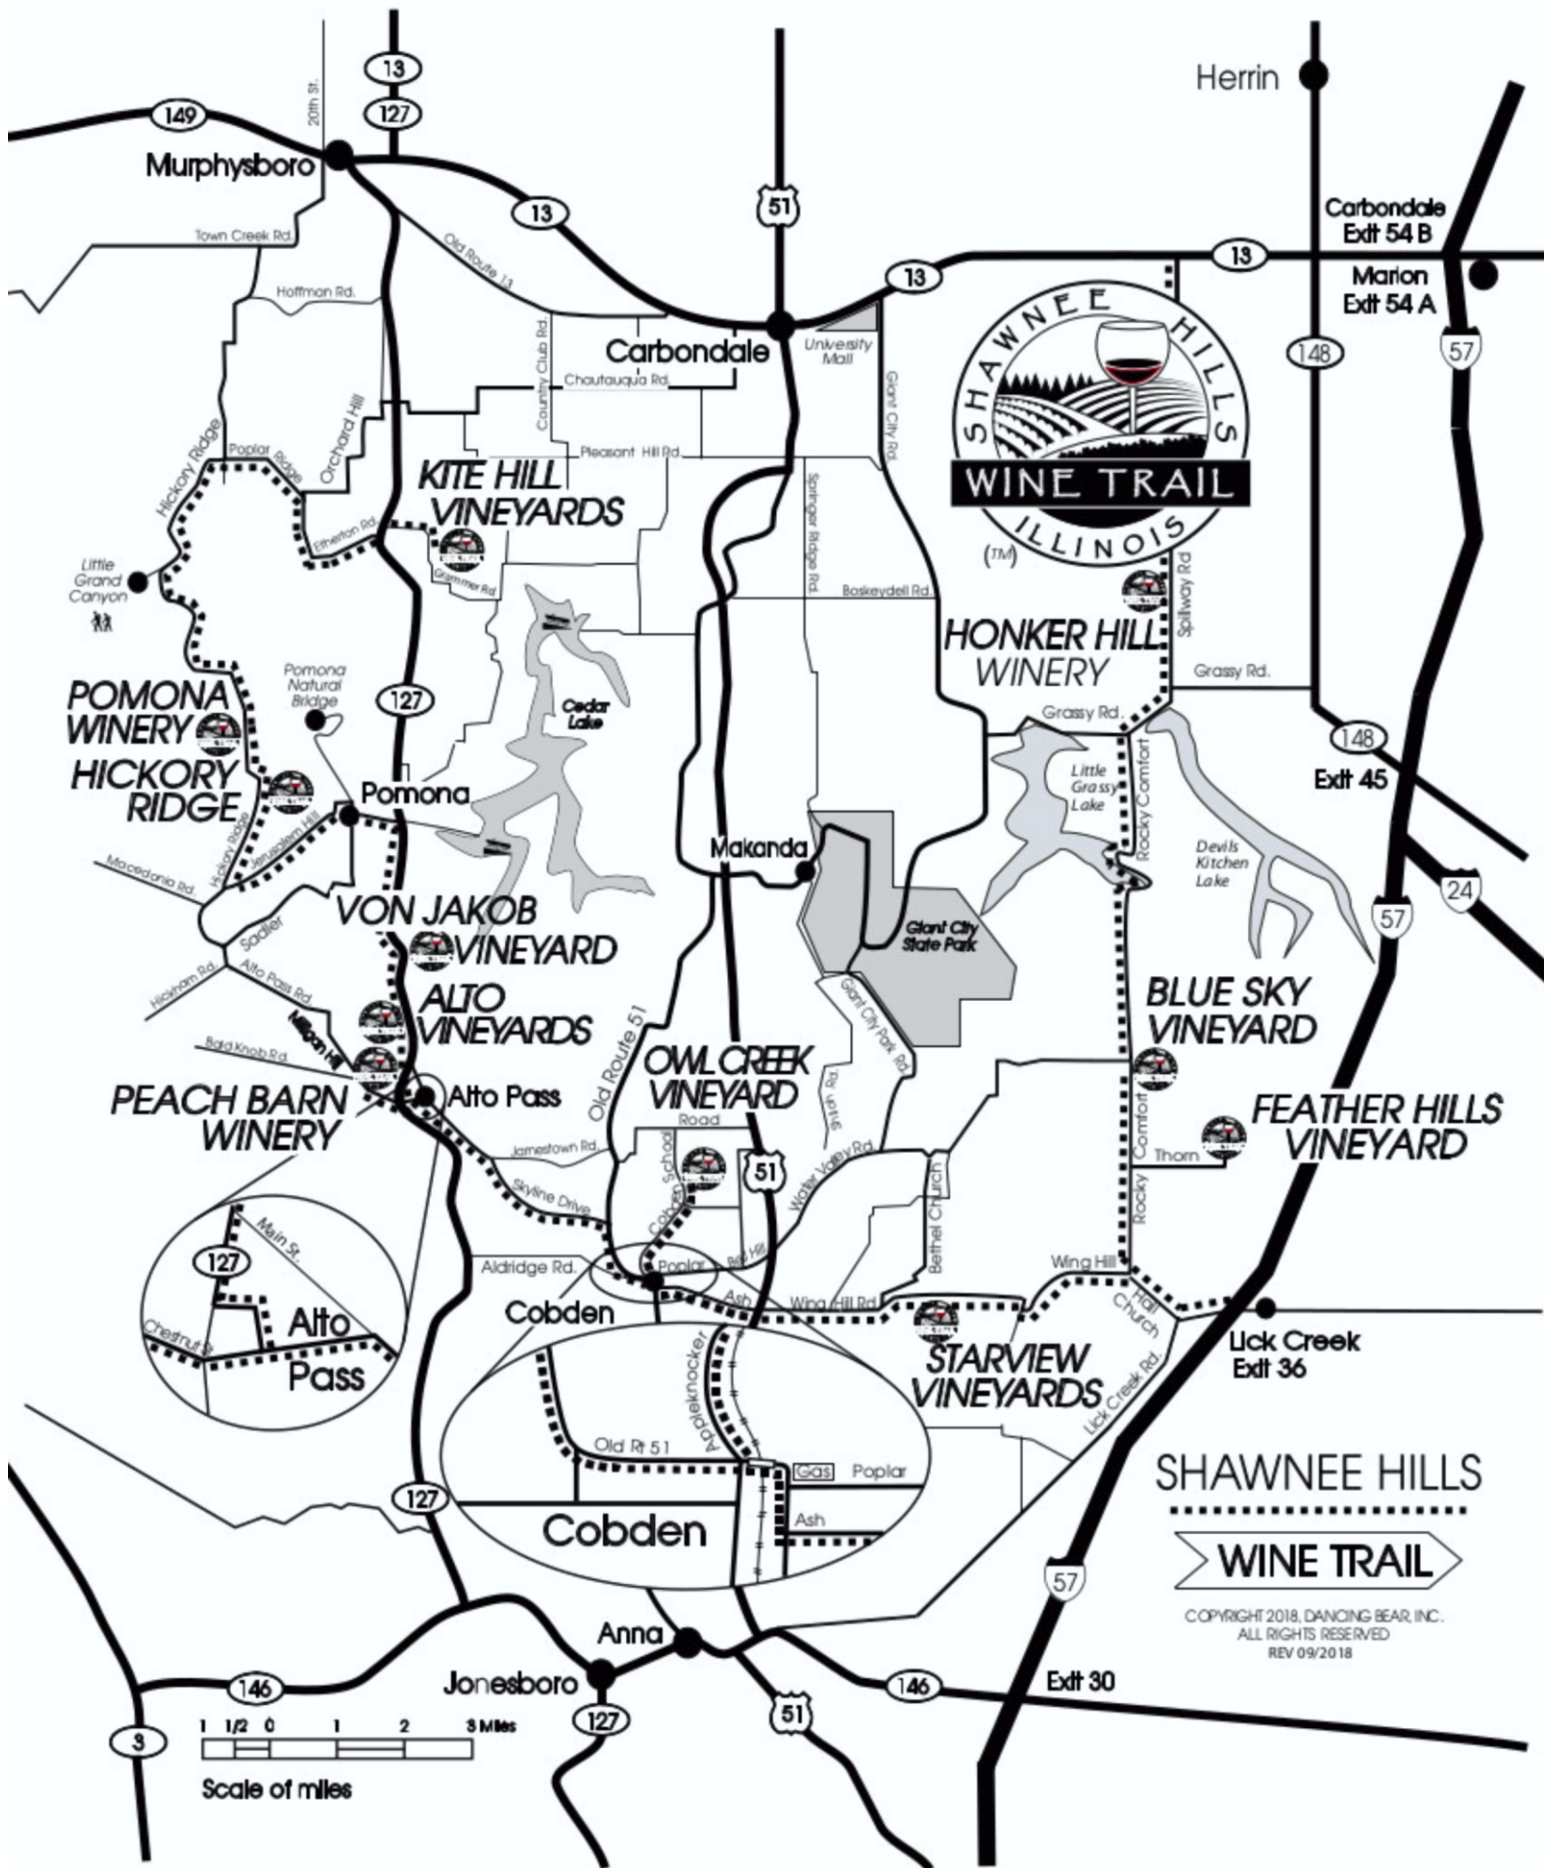 13
127
149
20th St.
Murphysboro
Herrin
51
13
Carbondale
Exit 54 B
Town Creek Rd.
Old Route 13
13
13
Marion
Exit 54 A
Hoffman Rd.
Country Club Rd.
Carbondale
University
Mall
SHAWNEE HILLS
WINE TRAIL
ILLINOIS
(TM)
148
57
Chautauqua Rd.
Giant City Rd.
Hickory Ridge
Poplar Ridge
Orchard Hill
Pleasant Hill Rd.
KITE HILL
VINEYARDS
Springer Ridge Rd.
Etherton Rd.
Grammer Rd
Little
Grand
Canyon
Boskeydell Rd.
Spillway Rd
HONKER HILL
WINERY
Grassy Rd.
Pomona
Natural
Bridge
POMONA
WINERY
127
Cedar
Lake
Grassy Rd.
148
HICKORY
RIDGE
Pomona
Little
Grassy
Lake
Rocky Comfort
Exit 45
Hickory Ridge
Jerusalem Hill
Macedonia Rd.
Makanda
Devils
Kitchen
Lake
24
57
VON JAKOB
VINEYARD
Sadler
Giant City
State Park
Hickham Rd.
Alto Pass Rd.
ALTO
VINEYARDS
Giant City Park Rd.
BLUE SKY
VINEYARD
Milligan Hill
Bald Knob Rd
Old Route 51
OWL CREEK
VINEYARD
PEACH BARN
WINERY
Alto Pass
Rocky Comfort
FEATHER HILLS
VINEYARD
Jamestown Rd.
Cobden School
Road
51
Water Valley Rd.
Thorn
Skyline Drive
Bethel Church
127
Main St.
Aldridge Rd.
Poplar
Bell Hill
Wing Hill
Cobden
Ash
Wing Hill Rd.
Hall
Church
Chestnut St
Alto
Pass
Lick Creek
Exit 36
STARVIEW
VINEYARDS
Lick Creek Rd.
Appleknocker
Old Rt 51
Gas
Poplar
Ash
Cobden
127
SHAWNEE HILLS
WINE TRAIL
57
COPYRIGHT 2018, DANCING BEAR, INC.
ALL RIGHTS RESERVED
REV 09/2018
Anna
Jonesboro
146
146
Exit 30
3
127
51
1 1/2 0 1 2 3 Miles
Scale of miles